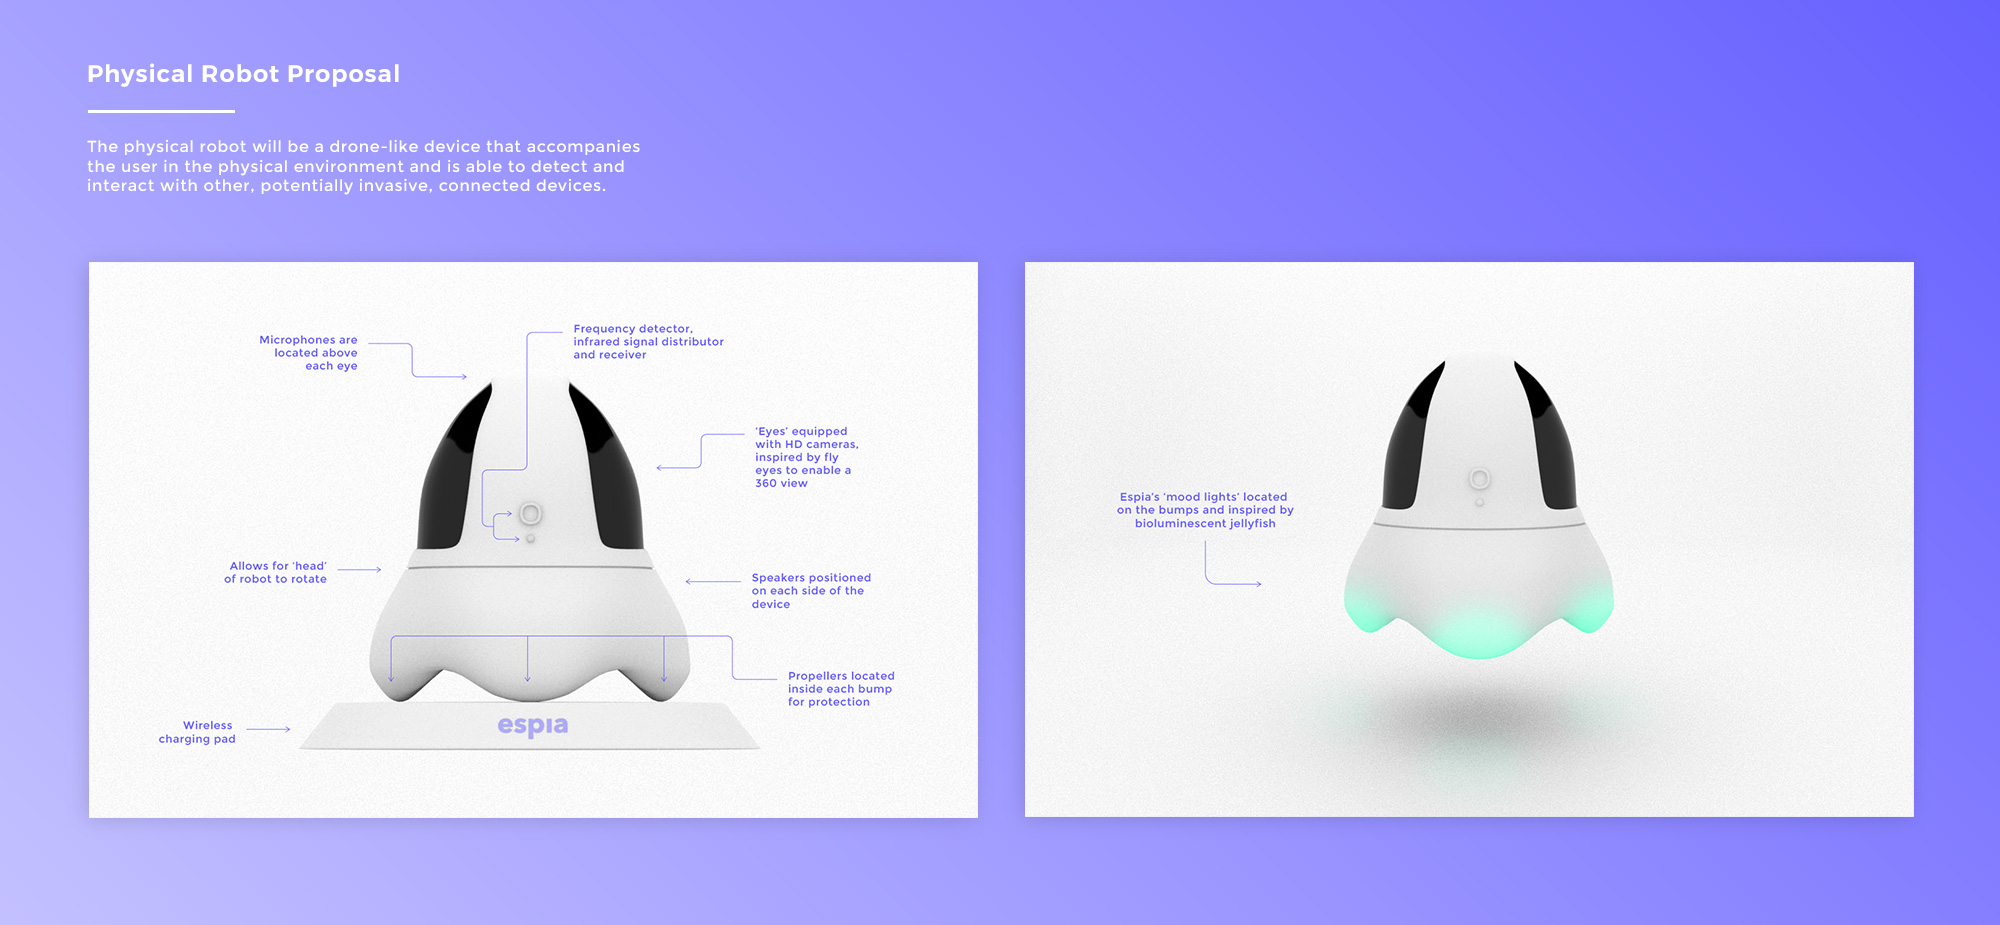 Physical Robot Proposal
The physical robot will be a drone-like device that accompanies
the user in the physical environment and is able to detect and
interact with other, potentially invasive, connected devices.
Microphones are
located above
each eye
Frequency detector,
infrared signal distributor
and receiver
'Eyes' equipped
with HD cameras,
inspired by fly
eyes to enable a
360 view
Allows for 'head'
of robot to rotate
Speakers positioned
on each side of the
device
Propellers located
inside each bump
for protection
Wireless
charging pad
espia
Espia's 'mood lights' located
on the bumps and inspired by
bioluminescent jellyfish